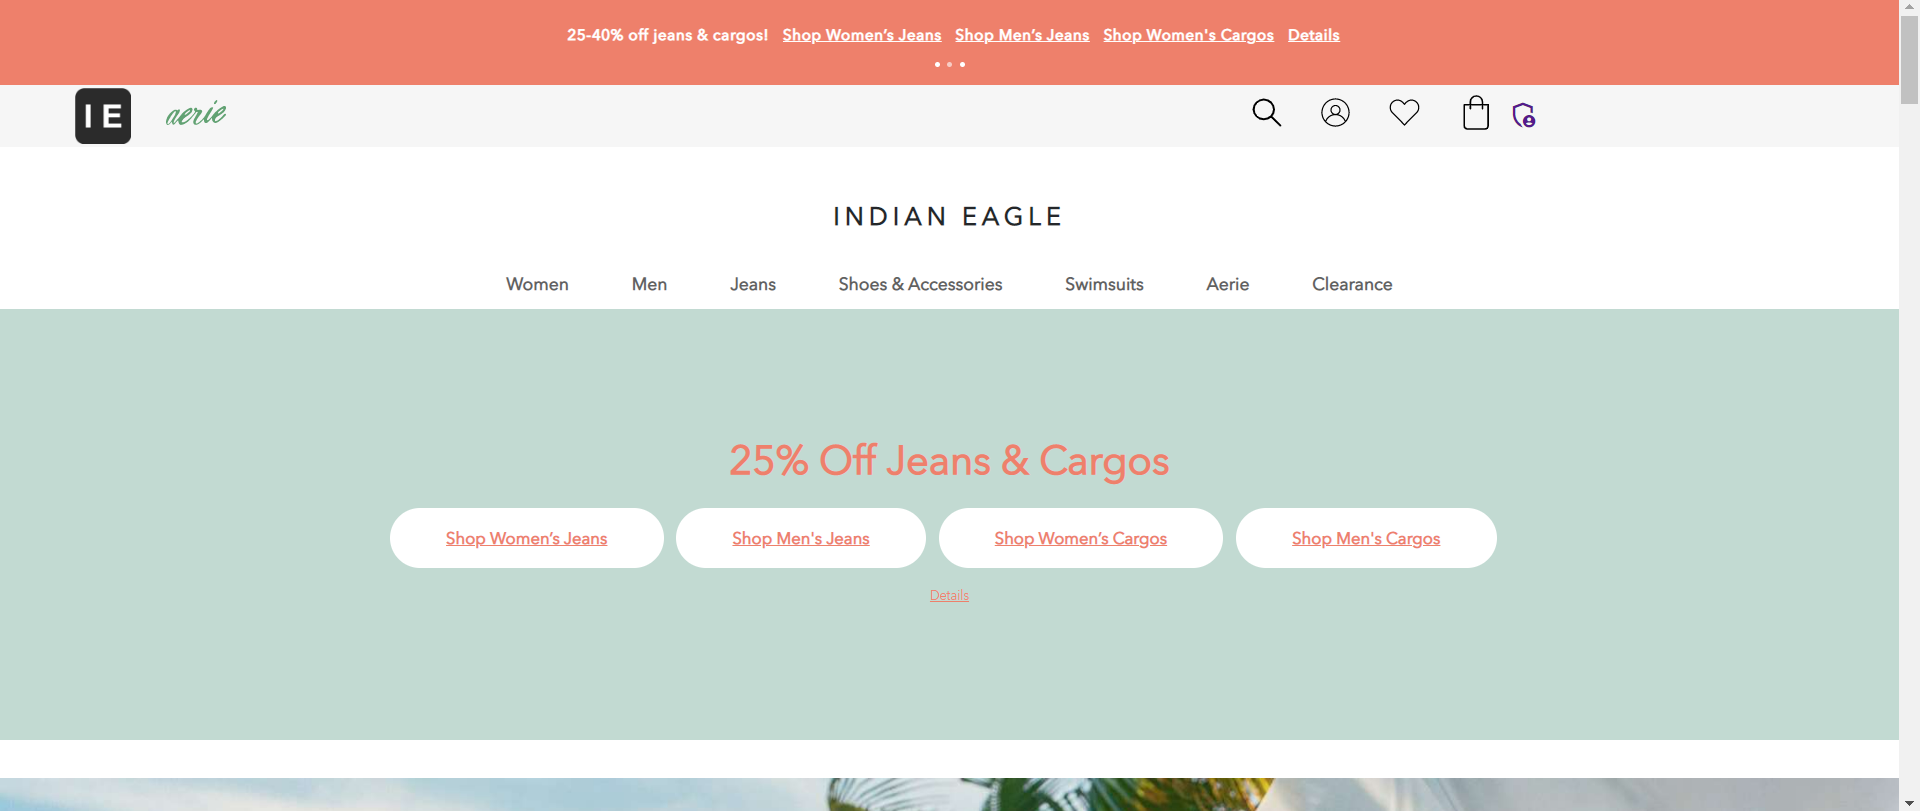 25-40% off jeans & cargos! Shop Women’s Jeans Shop Men’s Jeans Shop Women's Cargos Details
I E aerie
INDIAN EAGLE
Women Men Jeans Shoes & Accessories Swimsuits Aerie Clearance
25% Off Jeans & Cargos
Shop Women’s Jeans Shop Men's Jeans Shop Women’s Cargos Shop Men's Cargos
Details